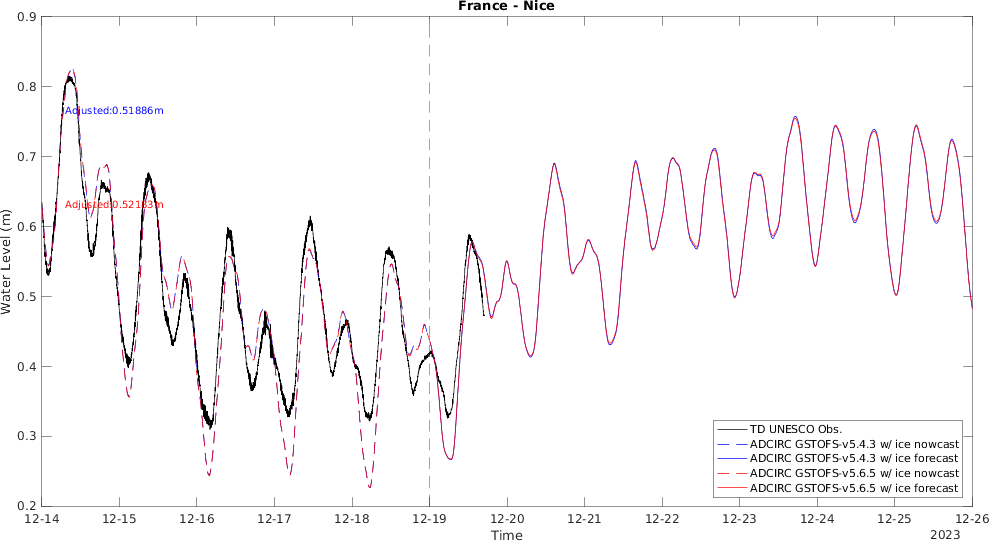 France - Nice
0.9
0.8
0.7
0.6
0.5
0.4
0.3
0.2
Water Level (m)
Adjusted:0.51886m
Adjusted:0.52183m
TD UNESCO Obs.
ADCIRC GSTOFS-v5.4.3 w/ ice nowcast
ADCIRC GSTOFS-v5.4.3 w/ ice forecast
ADCIRC GSTOFS-v5.6.5 w/ ice nowcast
ADCIRC GSTOFS-v5.6.5 w/ ice forecast
12-14 12-15 12-16 12-17 12-18 12-19 12-20 12-21 12-22 12-23 12-24 12-25 12-26
Time
2023